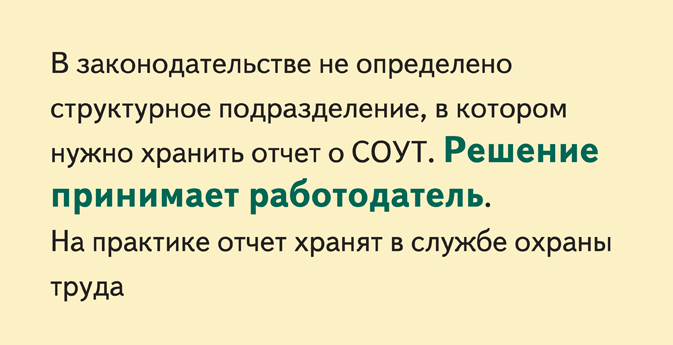 В законодательстве не определено
структурное подразделение, в котором
нужно хранить отчет о СОУТ. Решение
принимает работодатель.
На практике отчет хранят в службе охраны
труда